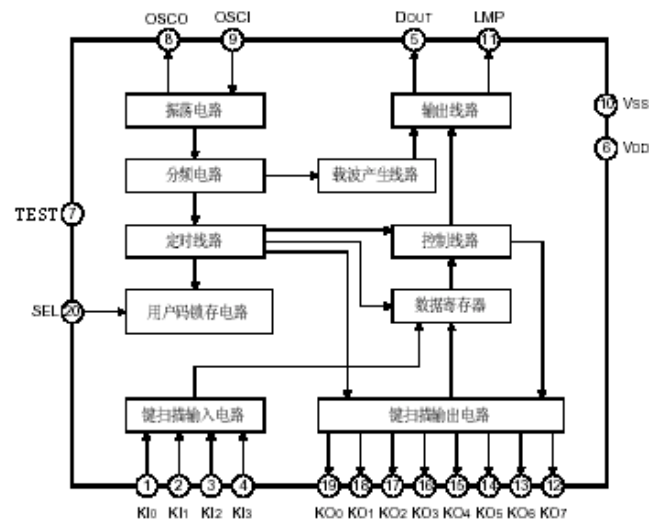 OSCO OSCI DOUT LMP
8 9 5 11
振荡电路 输出线路
10 VSS
6 VDD
分频电路 载波产生线路
TEST 7
定时线路 控制线路
SEL 20 用户码锁存电路 数据寄存器
键扫描输入电路 键扫描输出电路
1 2 3 4 19 18 17 16 15 14 13 12
KI0 KI1 KI2 KI3 KO0 KO1 KO2 KO3 KO4 KO5 KO6 KO7